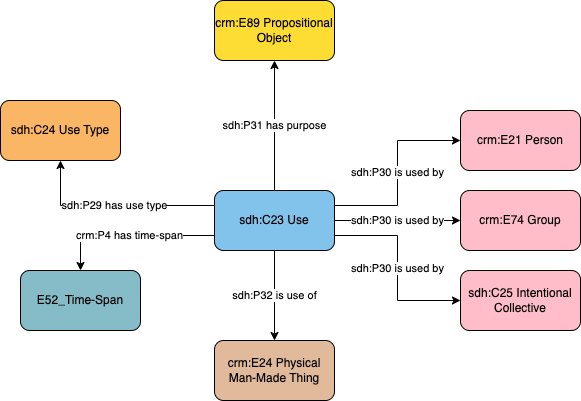 crm:E89 Propositional
Object
sdh:P31 has purpose
sdh:C24 Use Type
crm:E21 Person
sdh:P30 is used by
sdh:P29 has use type
sdh:C23 Use
sdh:P30 is used by
crm:E74 Group
crm:P4 has time-span
sdh:P30 is used by
E52_Time-Span
sdh:P32 is use of
sdh:C25 Intentional
Collective
crm:E24 Physical
Man-Made Thing